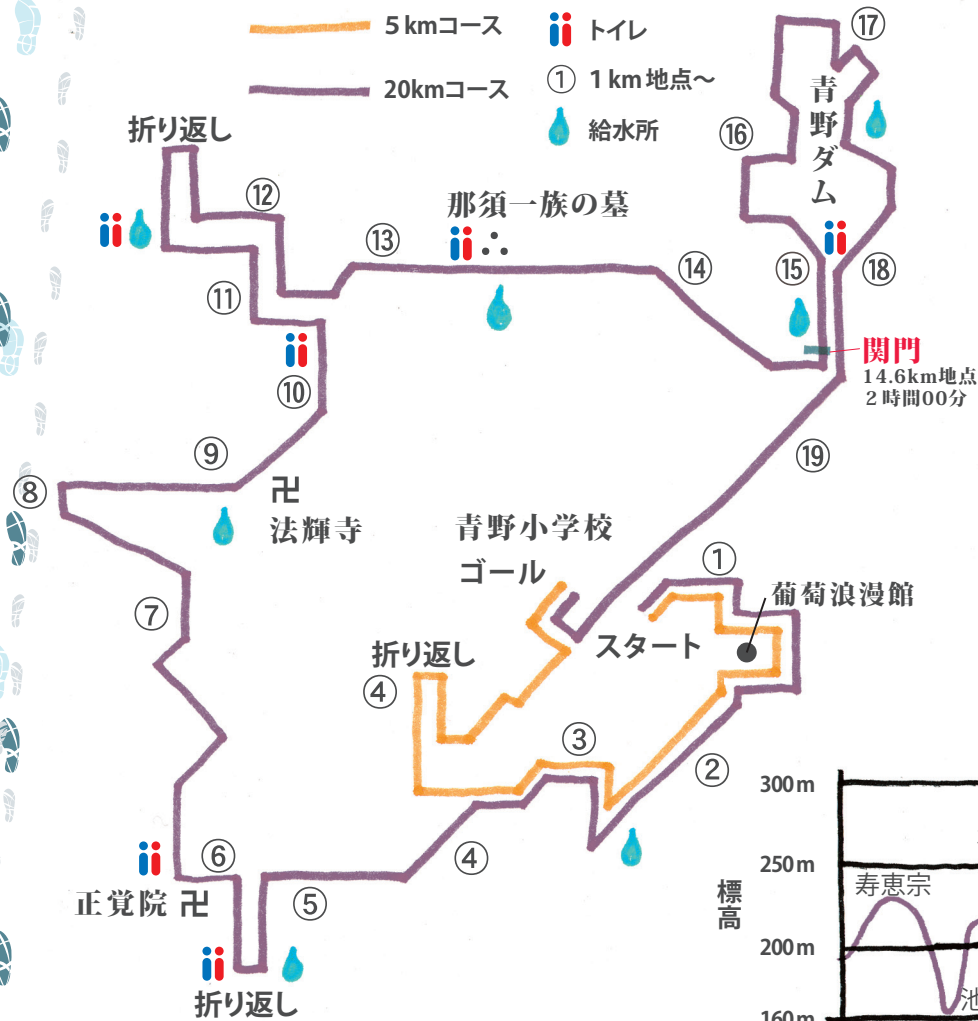 5kmコース
トイレ
⑰
20kmコース
① 1km地点~
給水所
折り返し
青野ダム
⑯
⑫
那須一族の墓
⑬
⑭
⑮
⑱
⑪
関門
14.6km地点
2時間00分
⑩
⑨
⑲
⑧
卍
法輝寺
青野小学校
ゴール
①
葡萄浪漫館
⑦
スタート
折り返し
④
③
②
300m
⑥
④
250m
寿恵宗
正覚院 卍
⑤
標高
200m
折り返し
池
160m